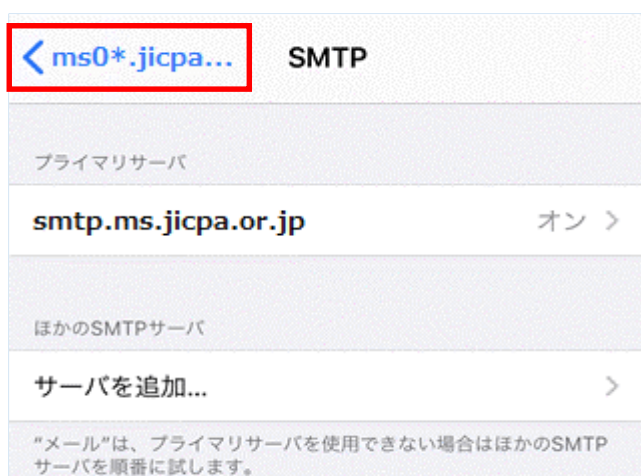 ms0*.jicpa... SMTP
プライマリサーバ
smtp.ms.jicpa.or.jp オン
ほかのSMTPサーバ
サーバを追加...
"メール"は、プライマリサーバを使用できない場合はほかのSMTP
サーバを順番に試します。